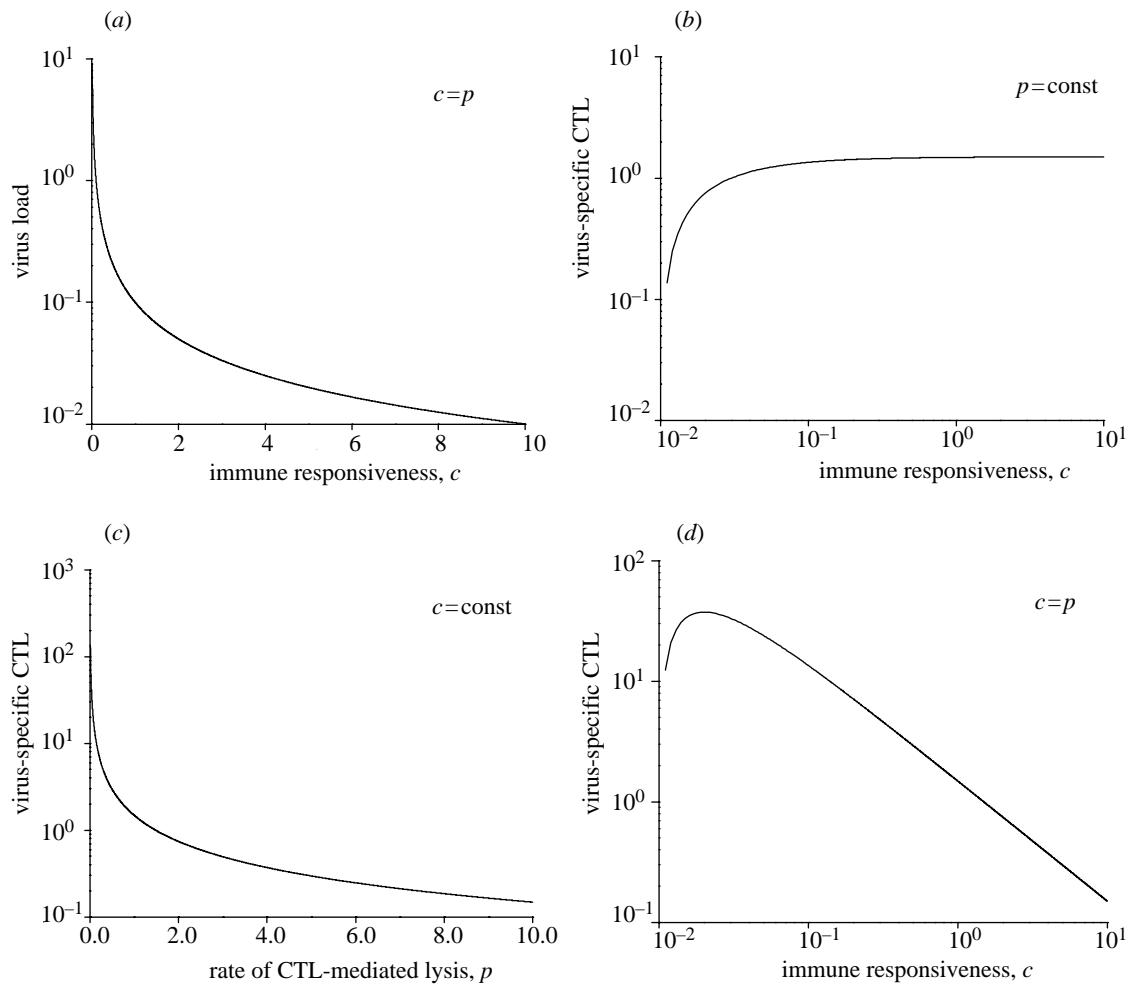 (a)
10^1
10^0
10^–1
10^–2
virus load
c=p
0 2 4 6 8 10
immune responsiveness, c
(b)
10^1
10^0
10^–1
10^–2
virus-specific CTL
p=const
10^–2 10^–1 10^0 10^1
immune responsiveness, c
(c)
10^3
10^2
10^1
10^0
10^–1
virus-specific CTL
c=const
0.0 2.0 4.0 6.0 8.0 10.0
rate of CTL-mediated lysis, p
(d)
10^2
10^1
10^0
10^–1
virus-specific CTL
c=p
10^–2 10^–1 10^0 10^1
immune responsiveness, c